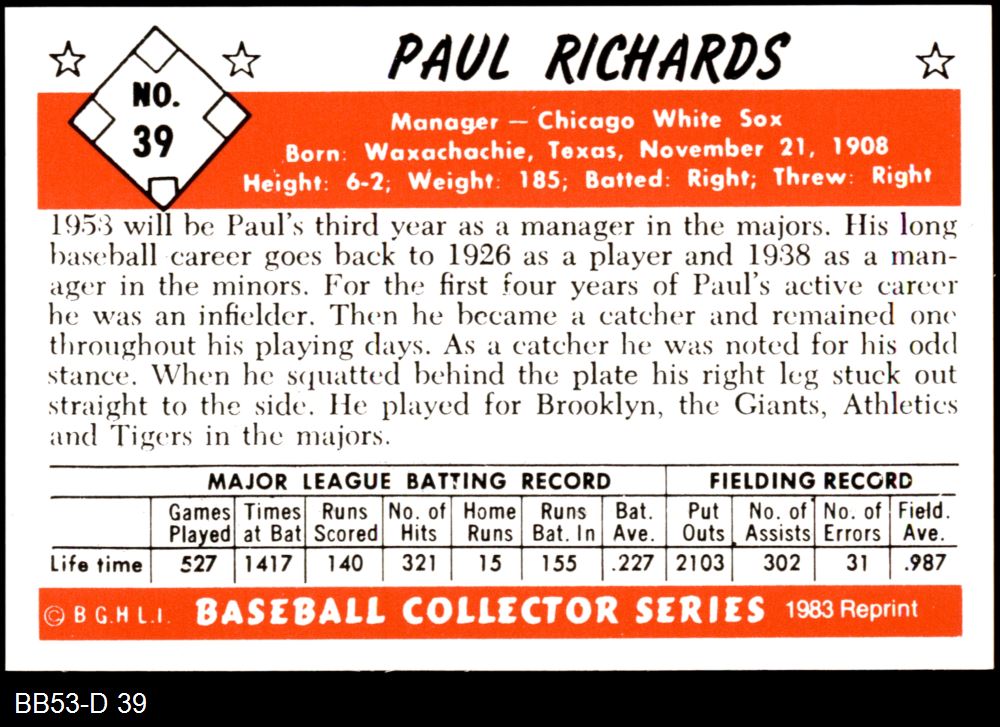 NO.
39
PAUL RICHARDS
Manager — Chicago White Sox
Born: Waxachachie, Texas, November 21, 1908
Height: 6-2; Weight: 185; Batted: Right; Threw: Right
1953 will be Paul's third year as a manager in the majors. His long
baseball career goes back to 1926 as a player and 1938 as a man-
ager in the minors. For the first four years of Paul's active career
he was an infielder. Then he became a catcher and remained one
throughout his playing days. As a catcher he was noted for his odd
stance. When he squatted behind the plate his right leg stuck out
straight to the side. He played for Brooklyn, the Giants, Athletics
and Tigers in the majors.
MAJOR LEAGUE BATTING RECORD FIELDING RECORD
Games Times Runs No. of Home Runs Bat. Put No. of No. of Field.
Played at Bat Scored Hits Runs Bat. In Ave. Outs Assists Errors Ave.
Life time 527 1417 140 321 15 155 .227 2103 302 31 .987
© B G.H L.I. BASEBALL COLLECTOR SERIES 1983 Reprint
BB53-D 39